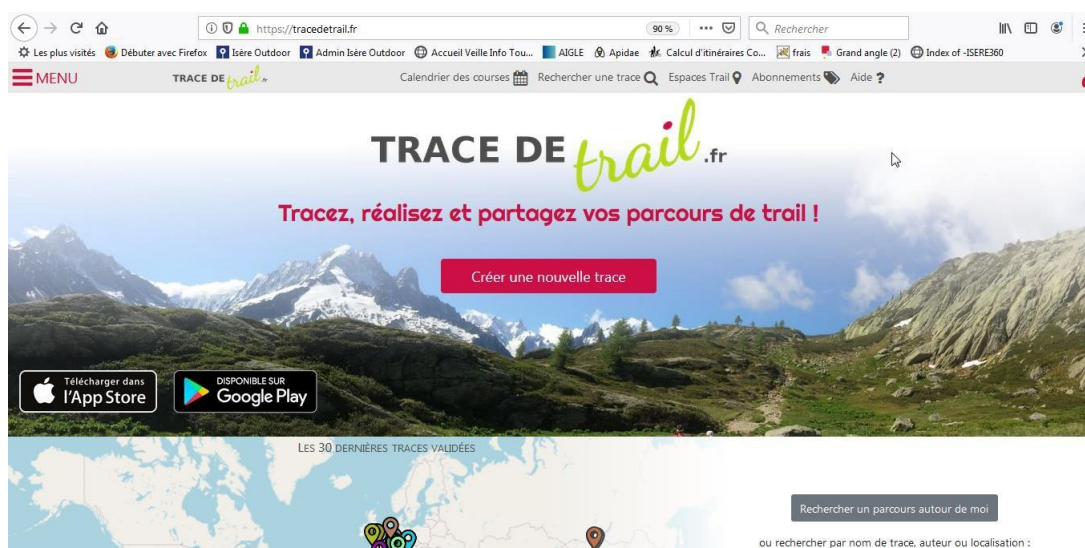 https://tracedetrail.fr 90 % Rechercher
Les plus visités Débuter avec Firefox Isère Outdoor Admin Isère Outdoor Accueil Veille Info Tou... AIGLE Apidae Calcul d'itinéraires Co... frais Grand angle (2) Index of -ISERE360
MENU TRACE DE trail.fr Calendrier des courses Rechercher une trace Espaces Trail Abonnements Aide ?
TRACE DE trail.fr
Tracez, réalisez et partagez vos parcours de trail !
Créer une nouvelle trace
Télécharger dans
l'App Store
DISPONIBLE SUR
Google Play
LES 30 DERNIÈRES TRACES VALIDÉES
Rechercher un parcours autour de moi
ou rechercher par nom de trace, auteur ou localisation :